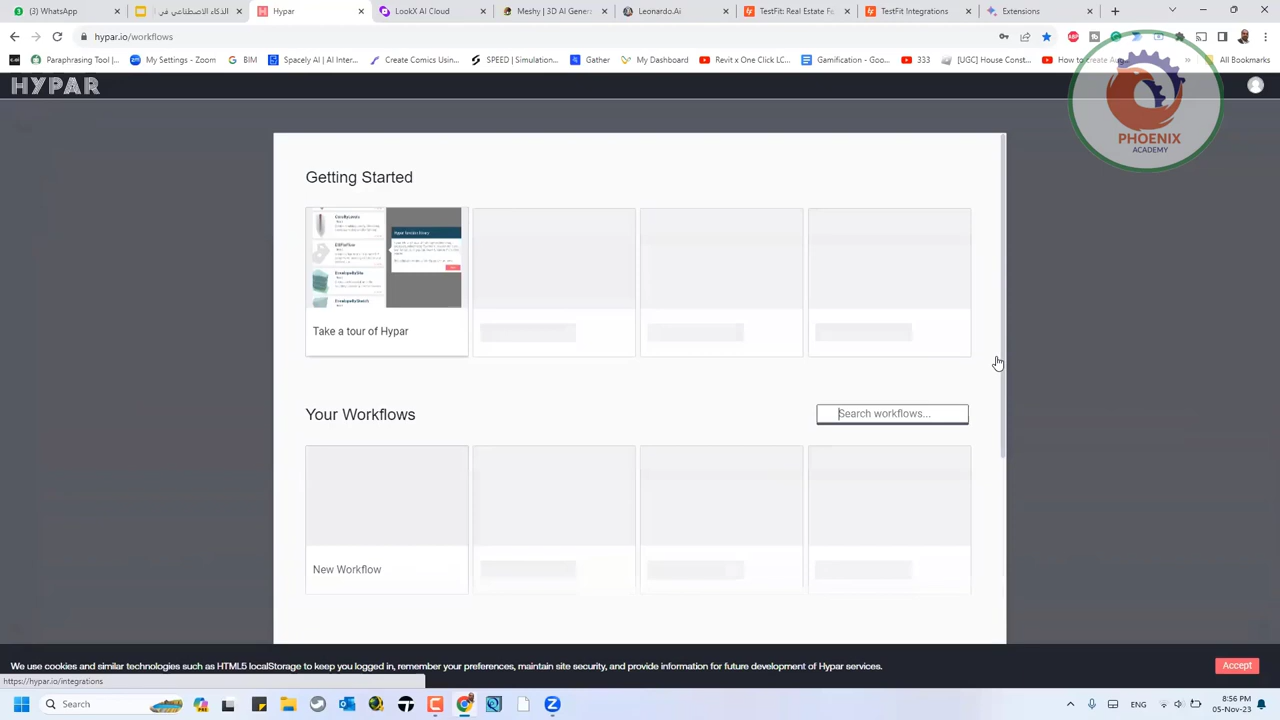 (3) WhatsApp
الذكاء الاصطناعي في
Hypar
LookX AI Cloud
Meshy | 3D AI Genera
Leonardo.Ai
TestFit: Real Estate Fe
TestFit Integrations
Extensions
hypar.io/workflows
Paraphrasing Tool
My Settings - Zoom
BIM
Spacely AI | AI Inter...
Create Comics Usin...
SPEED | Simulation...
Gather
My Dashboard
Revit x One Click LC...
Gamification - Goo...
333
[UGC] House Const...
How to create Aug
All Bookmarks
HYPAR
PHOENIX
ACADEMY
Getting Started
Take a tour of Hypar
Your Workflows
Search workflows...
New Workflow
We use cookies and similar technologies such as HTML5 localStorage to keep you logged in, remember your preferences, maintain site security, and provide information for future development of Hypar services.
Accept
https://hypar.io/integrations
Search
ENG
8:56 PM
05-Nov-23